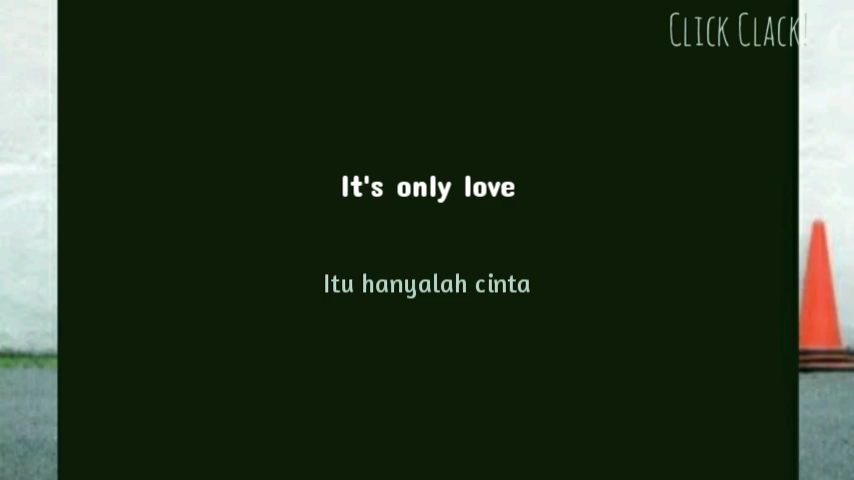 CLICK CLACK!
It's only love
Itu hanyalah cinta